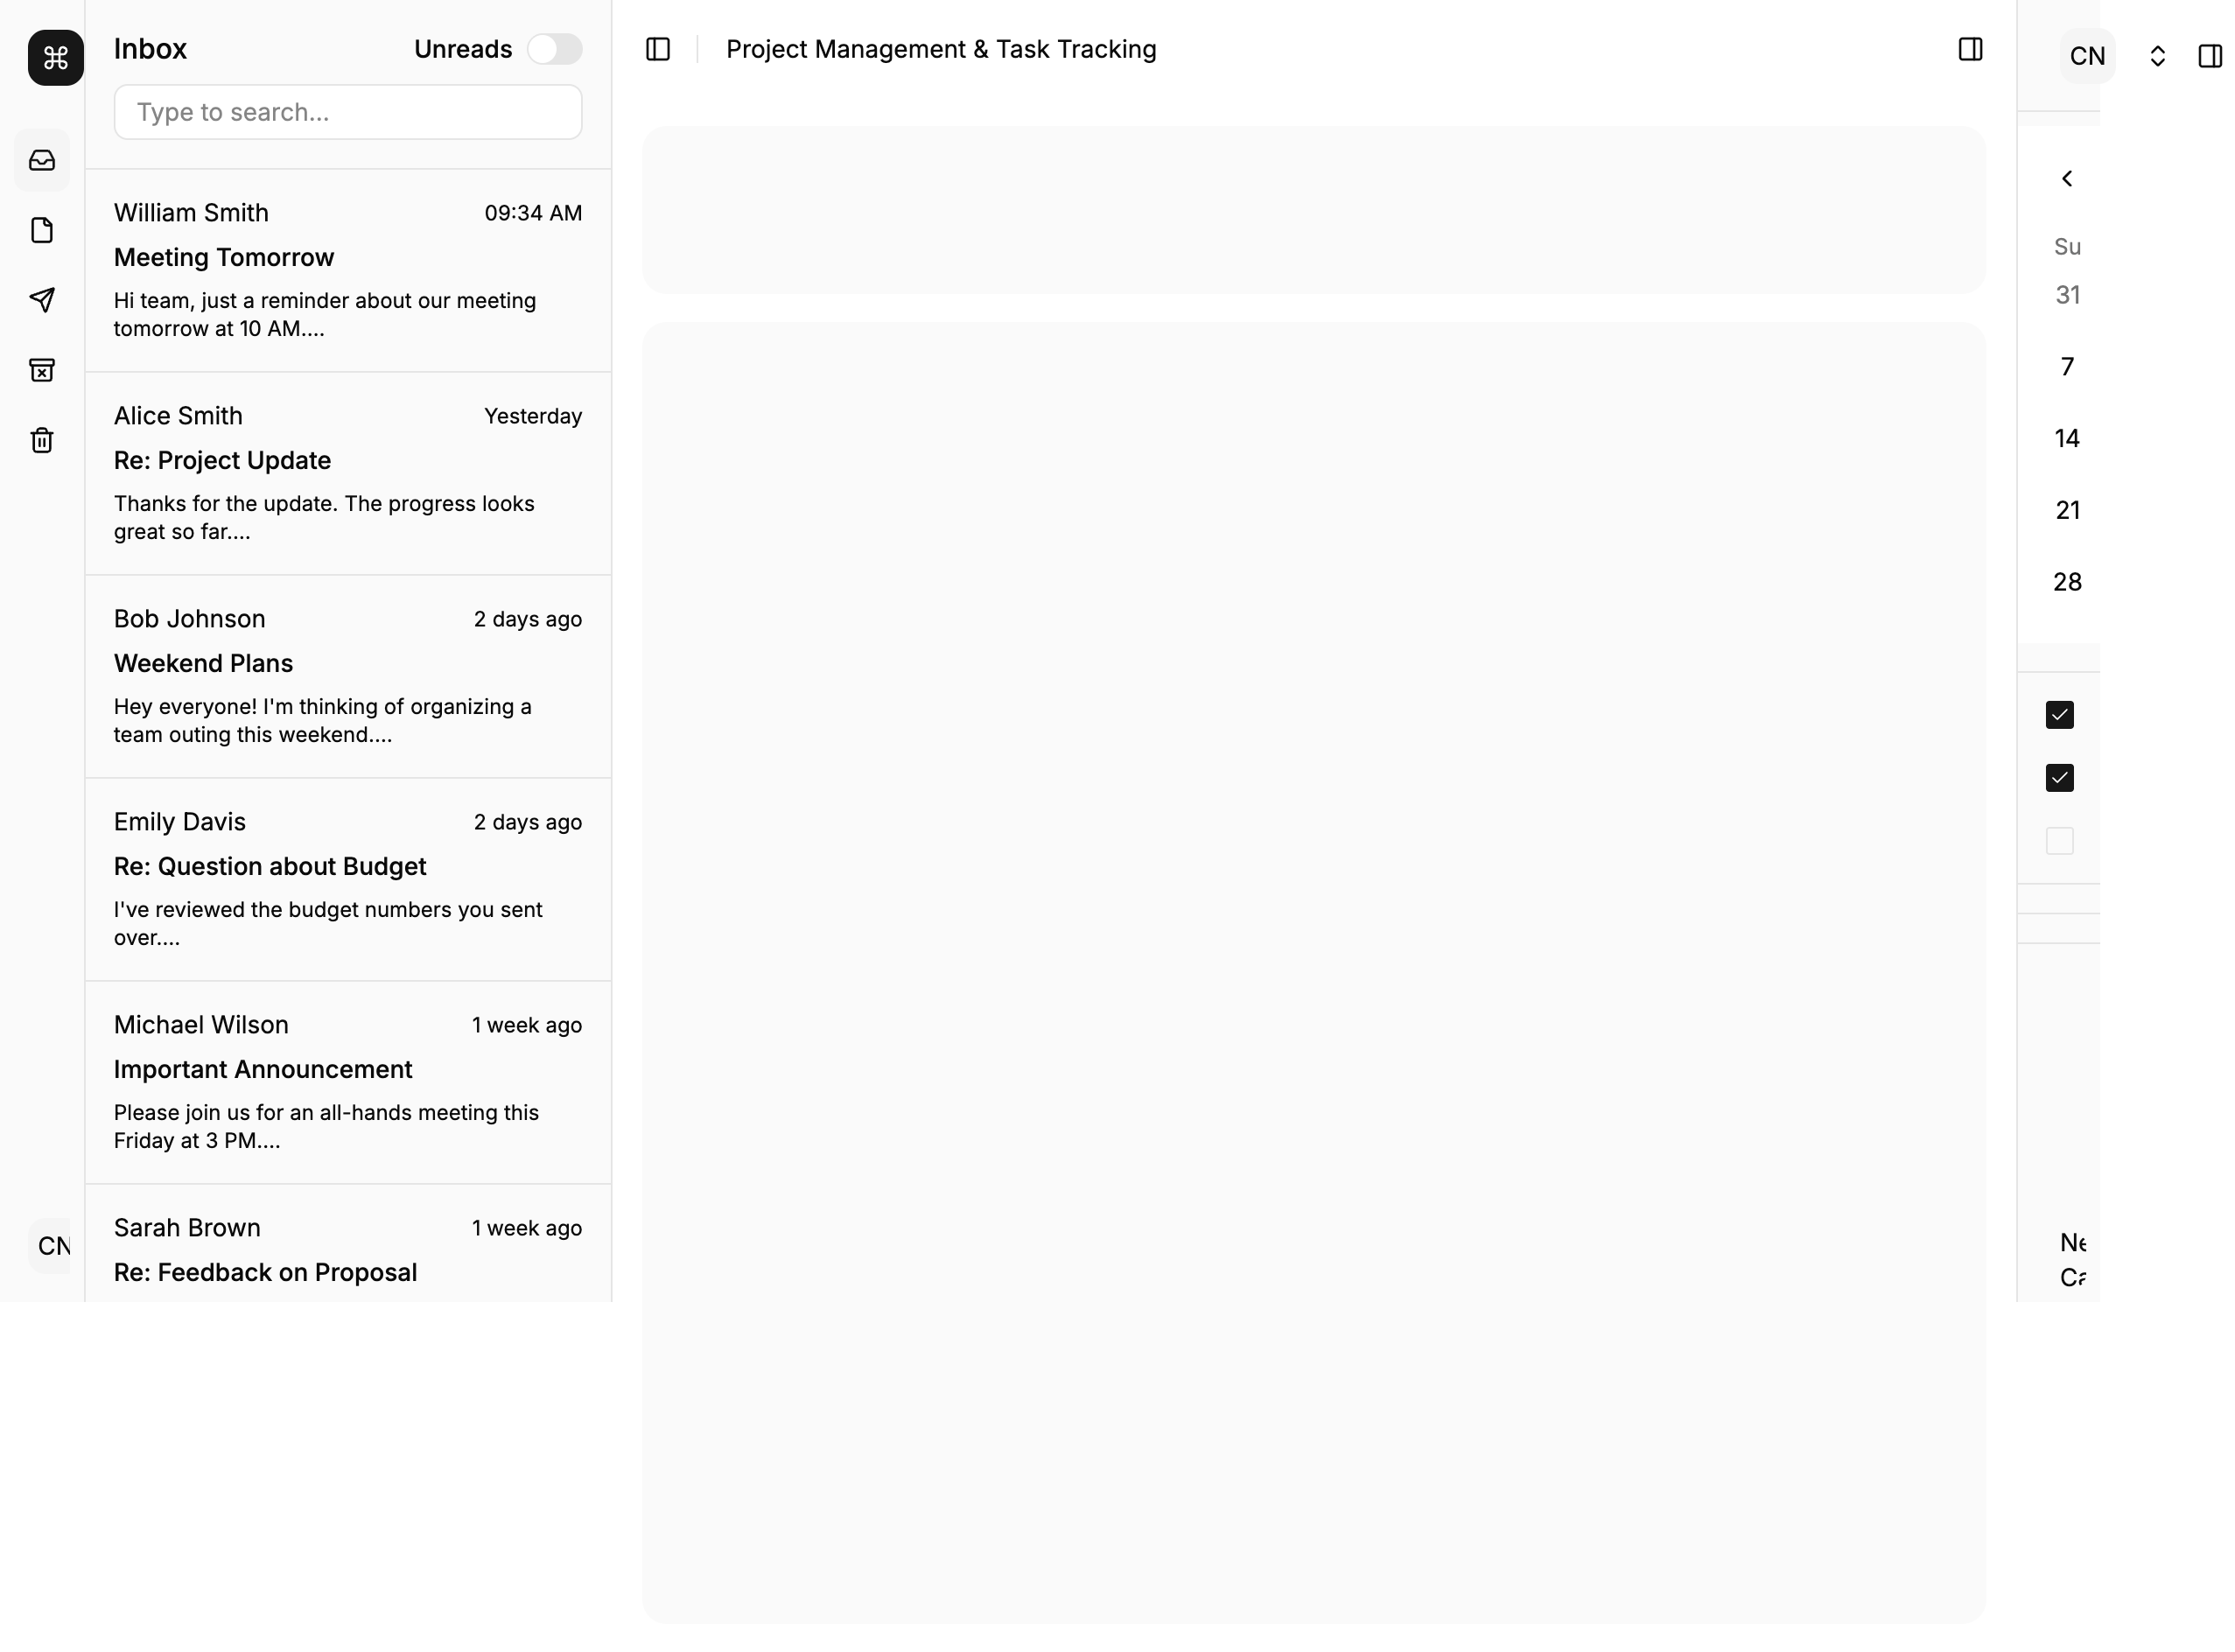 Inbox
Unreads
Type to search...
William Smith
09:34 AM
Meeting Tomorrow
Hi team, just a reminder about our meeting
tomorrow at 10 AM....
Alice Smith
Yesterday
Re: Project Update
Thanks for the update. The progress looks
great so far....
Bob Johnson
2 days ago
Weekend Plans
Hey everyone! I'm thinking of organizing a
team outing this weekend....
Emily Davis
2 days ago
Re: Question about Budget
I've reviewed the budget numbers you sent
over....
Michael Wilson
1 week ago
Important Announcement
Please join us for an all-hands meeting this
Friday at 3 PM....
Sarah Brown
1 week ago
Re: Feedback on Proposal
CN
Project Management & Task Tracking
CN
Su
31
7
14
21
28